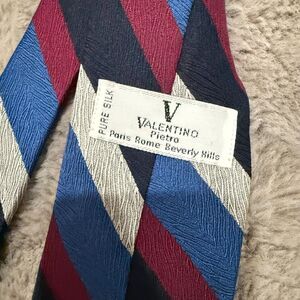 PURE SILK
V
VALENTINO
Pietro
Paris Rome Beverly Hills